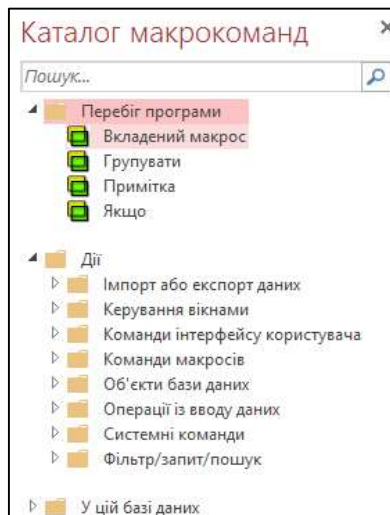 Каталог макрокоманд
Пошук...
Перебіг програми
Вкладений макрос
Групувати
Примітка
Якщо
Дії
Імпорт або експорт даних
Керування вікнами
Команди інтерфейсу користувача
Команди макросів
Об'єкти бази даних
Операції із вводу даних
Системні команди
Фільтр/запит/пошук
У цій базі даних